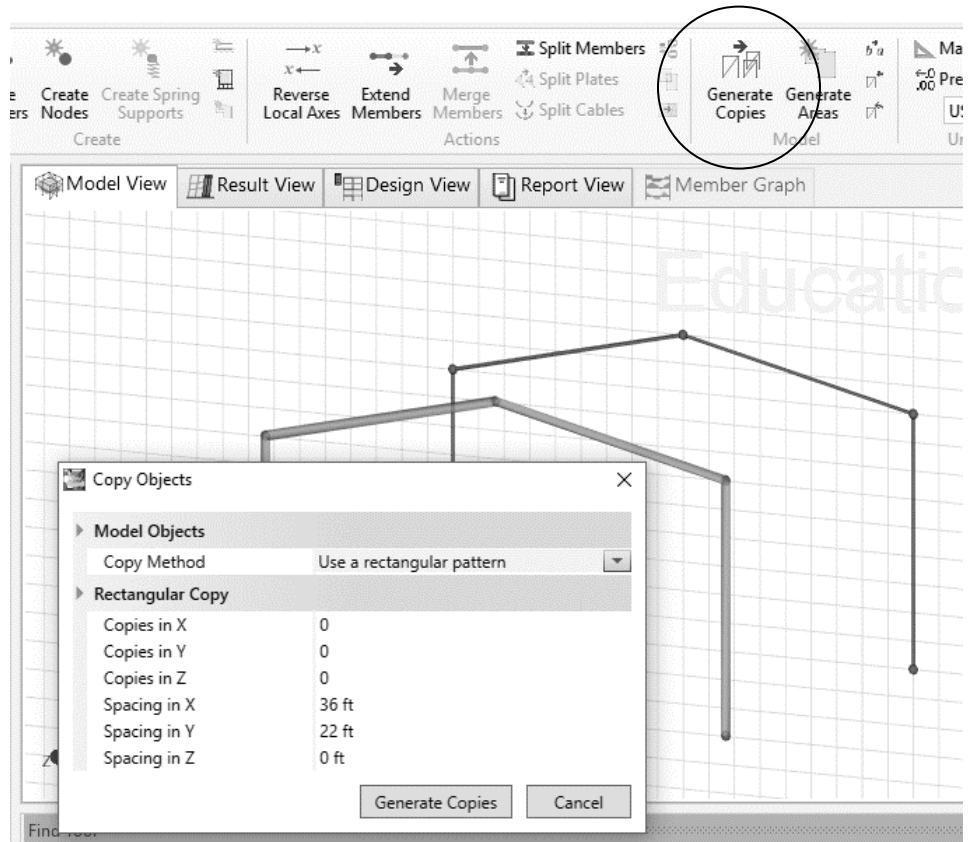 Split Members
Split Plates
Split Cables
Create Nodes
Create Spring Supports
Reverse Local Axes
Extend Members
Merge Members
Generate Copies
Generate Areas
Create
Actions
Model
Model View
Result View
Design View
Report View
Member Graph
Copy Objects
Model Objects
Copy Method Use a rectangular pattern
Rectangular Copy
Copies in X 0
Copies in Y 0
Copies in Z 0
Spacing in X 36 ft
Spacing in Y 22 ft
Spacing in Z 0 ft
Generate Copies Cancel